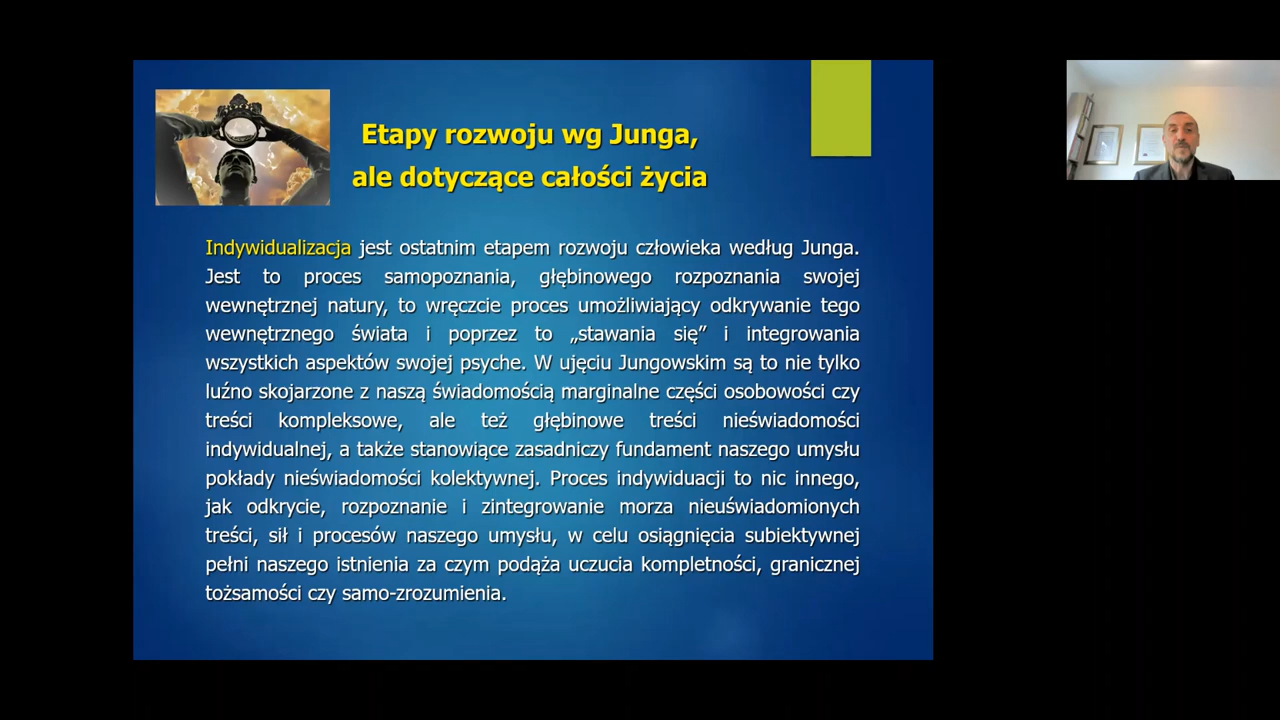 Etapy rozwoju wg Junga,
ale dotyczące całości życia
Indywidualizacja jest ostatnim etapem rozwoju człowieka według Junga.
Jest to proces samopoznania, głębinowego rozpoznania swojej
wewnętrznej natury, to wręczcie proces umożliwiający odkrywanie tego
wewnętrznego świata i poprzez to „stawania się” i integrowania
wszystkich aspektów swojej psyche. W ujęciu Jungowskim są to nie tylko
luźno skojarzone z naszą świadomością marginalne części osobowości czy
treści kompleksowe, ale też głębinowe treści nieświadomości
indywidualnej, a także stanowiące zasadniczy fundament naszego umysłu
pokłady nieświadomości kolektywnej. Proces indywiduacji to nic innego,
jak odkrycie, rozpoznanie i zintegrowanie morza nieuświadomionych
treści, sił i procesów naszego umysłu, w celu osiągnięcia subiektywnej
pełni naszego istnienia za czym podąża uczucia kompletności, granicznej
tożsamości czy samo-zrozumienia.